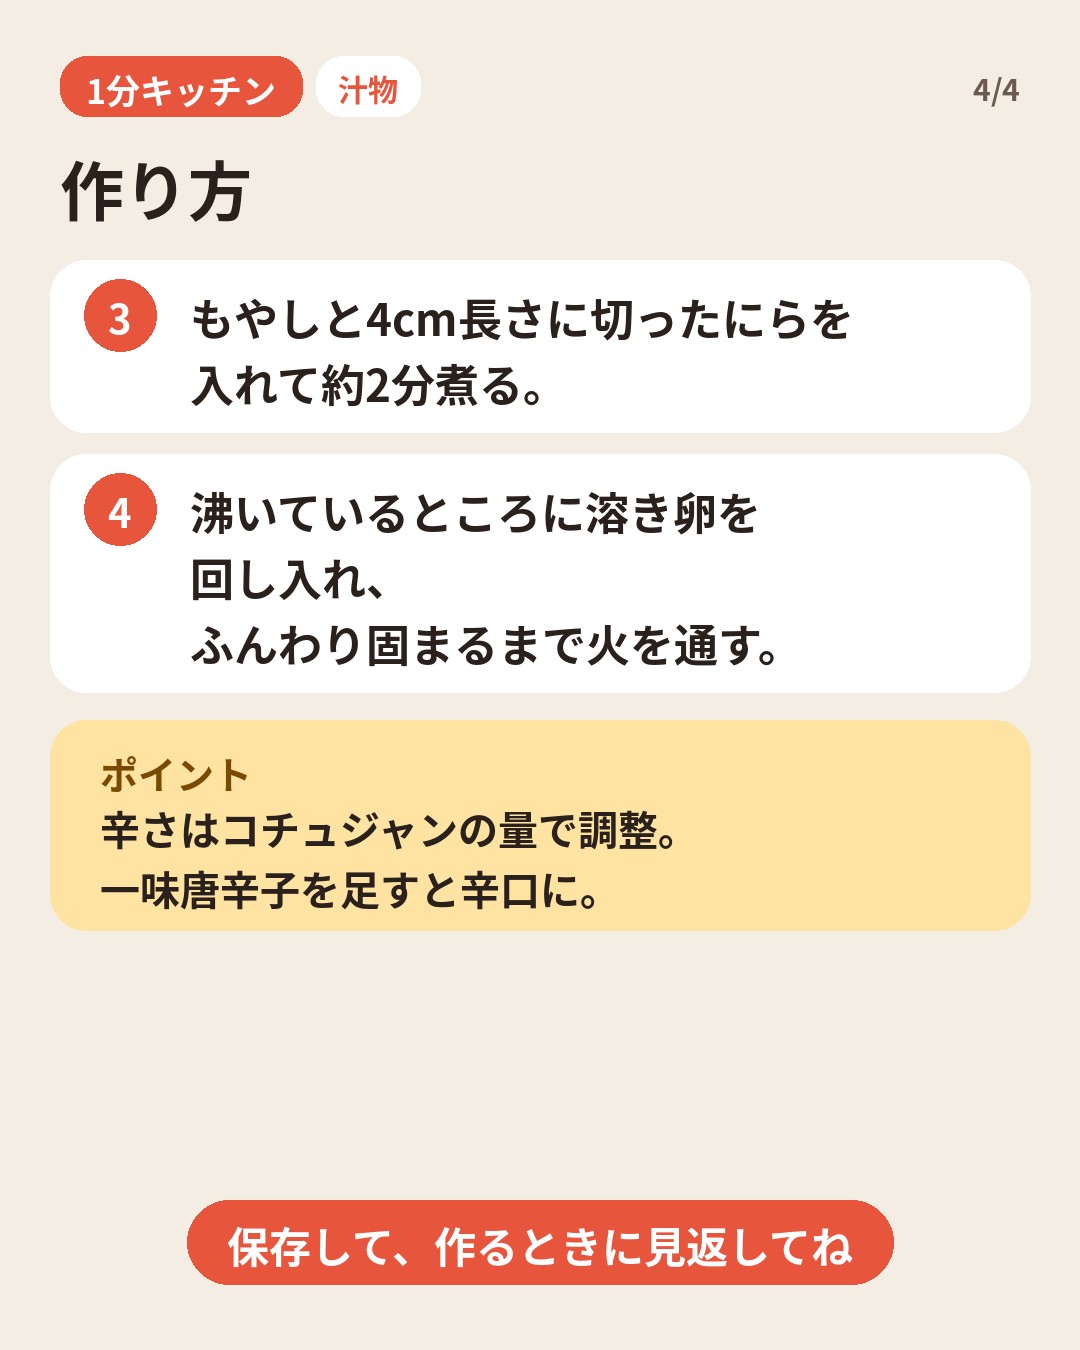 1分キッチン 汁物 4/4
作り方
3 もやしと4cm長さに切ったにらを
入れて約2分煮る。
4 沸いているところに溶き卵を
回し入れ、
ふんわり固まるまで火を通す。
ポイント
辛さはコチュジャンの量で調整。
一味唐辛子を足すと辛口に。
保存して、作るときに見返してね